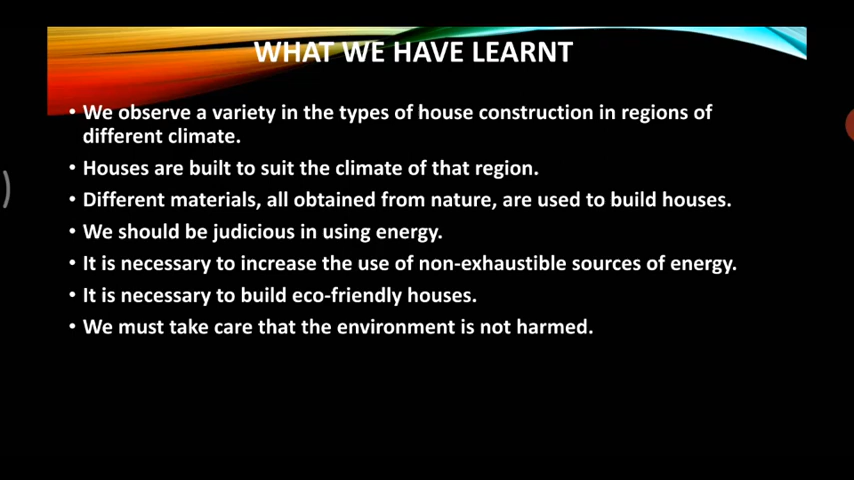 WHAT WE HAVE LEARNT
• We observe a variety in the types of house construction in regions of
different climate.
• Houses are built to suit the climate of that region.
• Different materials, all obtained from nature, are used to build houses.
• We should be judicious in using energy.
• It is necessary to increase the use of non-exhaustible sources of energy.
• It is necessary to build eco-friendly houses.
• We must take care that the environment is not harmed.